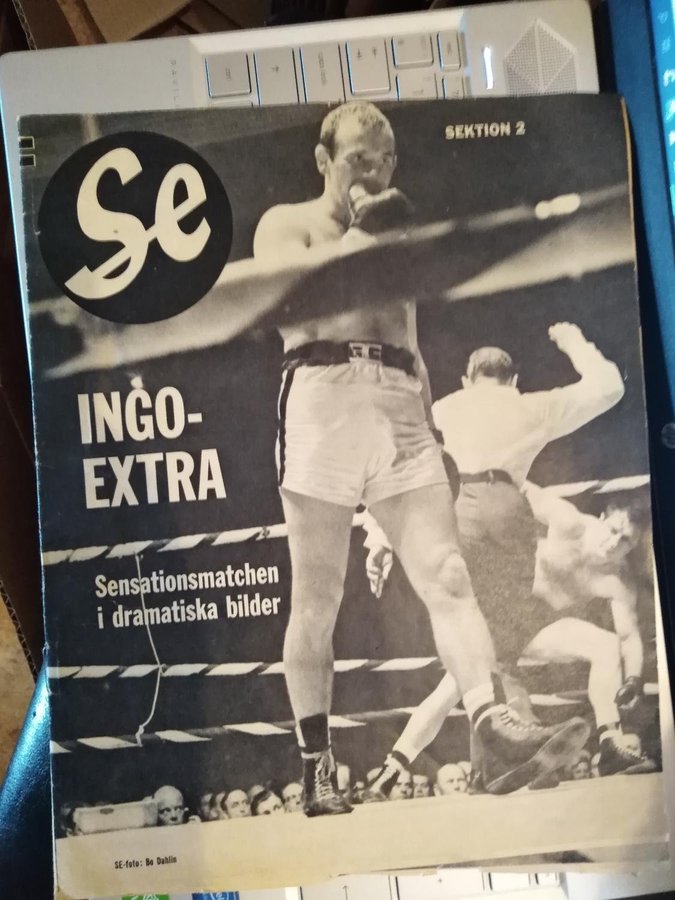 SEKTION 2
Se
INGO-
EXTRA
Sensationsmatchen
i dramatiska bilder
SE-foto: Bo Dahlin